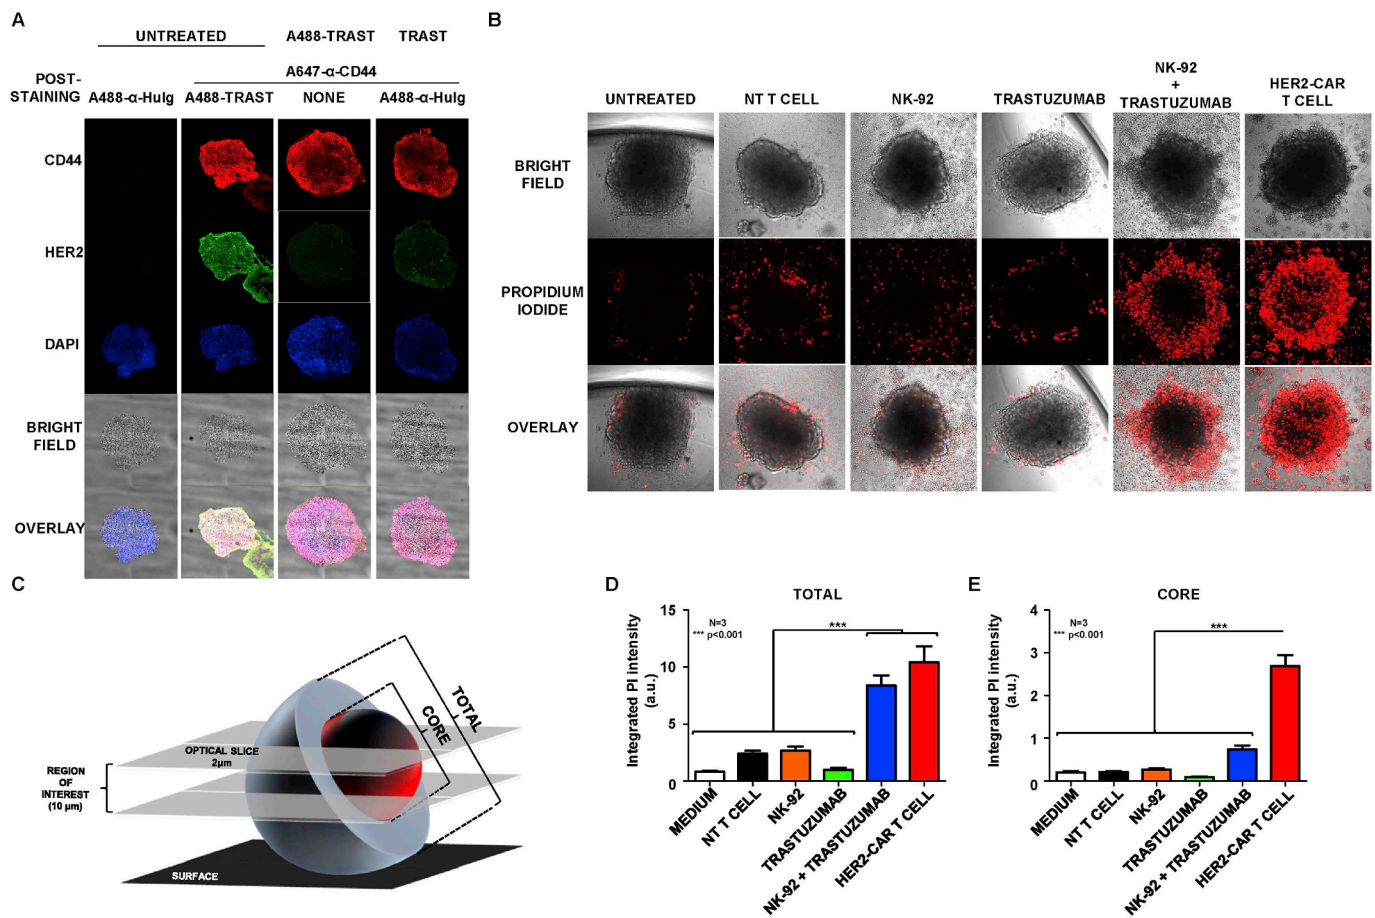 A
UNTREATED
A488-TRAST
TRAST
A647-α-CD44
POST-
STAINING
A488-α-HuIg
A488-TRAST
NONE
A488-α-HuIg
CD44
HER2
DAPI
BRIGHT
FIELD
OVERLAY
B
UNTREATED
NT T CELL
NK-92
TRASTUZUMAB
NK-92
+
TRASTUZUMAB
HER2-CAR
T CELL
BRIGHT
FIELD
PROPIDIUM
IODIDE
OVERLAY
C
TOTAL
CORE
OPTICAL SLICE
2μm
REGION
OF
INTEREST
(10 μm)
SURFACE
D
TOTAL
Integrated PI intensity
(a.u.)
15
10
5
0
N=3
*** p<0.001
***
MEDIUM
NT T CELL
NK-92
TRASTUZUMAB
NK-92 + TRASTUZUMAB
HER2-CAR T CELL
E
CORE
Integrated PI intensity
(a.u.)
4
3
2
1
0
N=3
*** p<0.001
***
MEDIUM
NT T CELL
NK-92
TRASTUZUMAB
NK-92 + TRASTUZUMAB
HER2-CAR T CELL